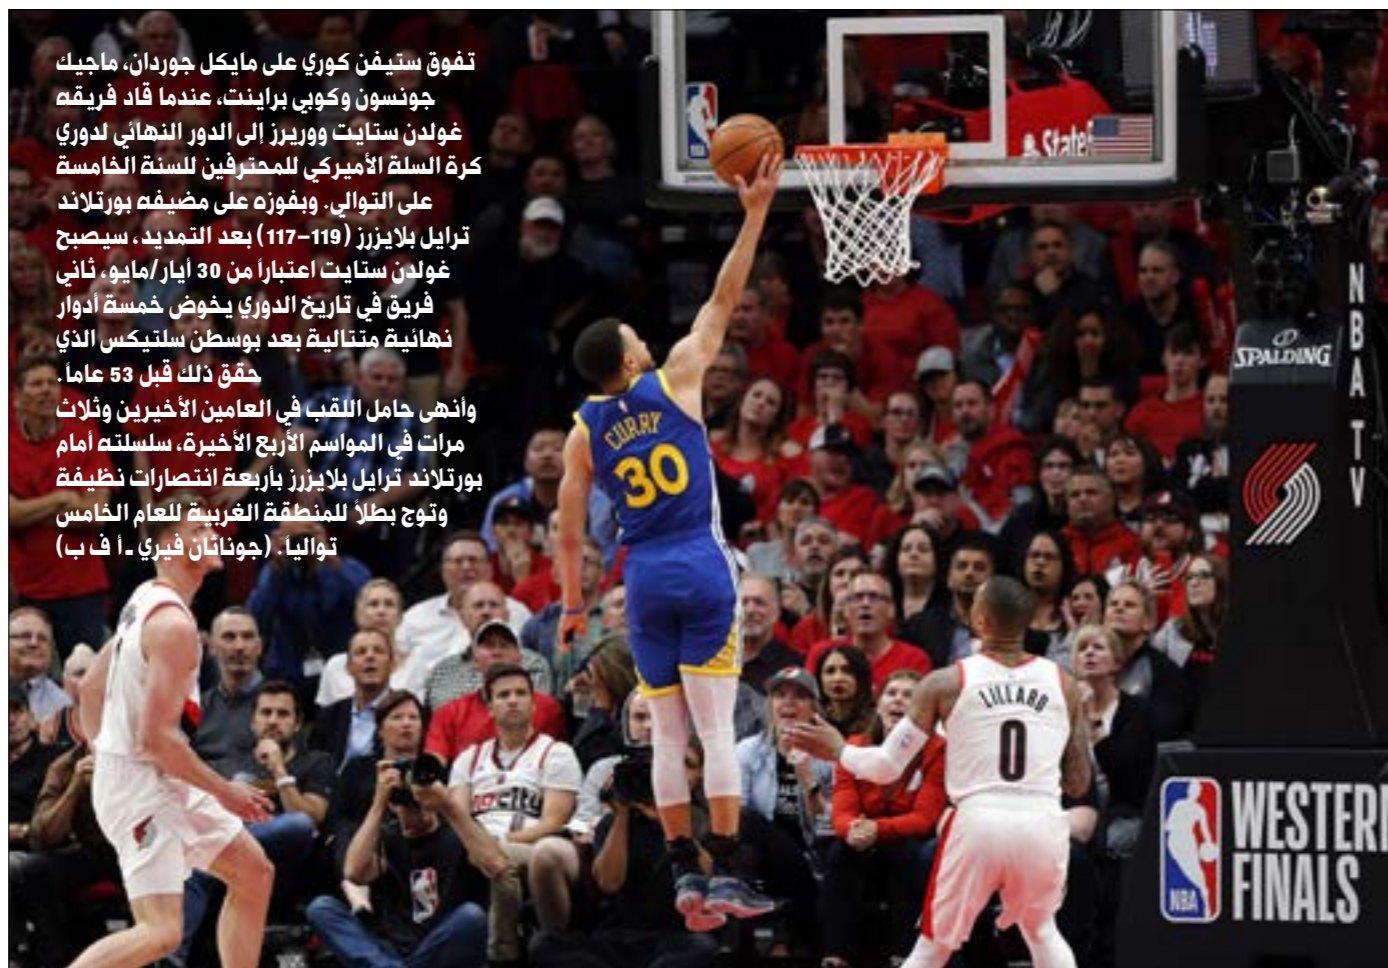 تفوق ستيفن كوري على مايكل جوردان، ماجيك
جونسون وكوبي براينت، عندما قاد فريقه
غولدن ستايت ووريرز إلى الدور النهائي لدوري
كرة السلة الأميركي للمحترفين للسنة الخامسة
على التوالي. وبفوزه على مضيفه بورتلاند
ترايل بلايزرز (119–117) بعد التمديد، سيصبح
غولدن ستايت اعتباراً من 30 أيار/مايو، ثاني
فريق في تاريخ الدوري يخوض خمسة أدوار
نهائية متتالية بعد بوسطن سلتيكس الذي
حقق ذلك قبل 53 عاماً.
وأنهى حامل اللقب في العامين الأخيرين وثلاث
مرات في المواسم الأربع الأخيرة، سلسلته أمام
بورتلاند ترايل بلايزرز بأربعة انتصارات نظيفة
وتوج بطلاً للمنطقة الغربية للعام الخامس
توالياً. (جوناثان فيري ـ أ ف ب)
State
SPALDING
NBA TV
CURRY
30
LILLARD
0
NBA
WESTERN
FINALS